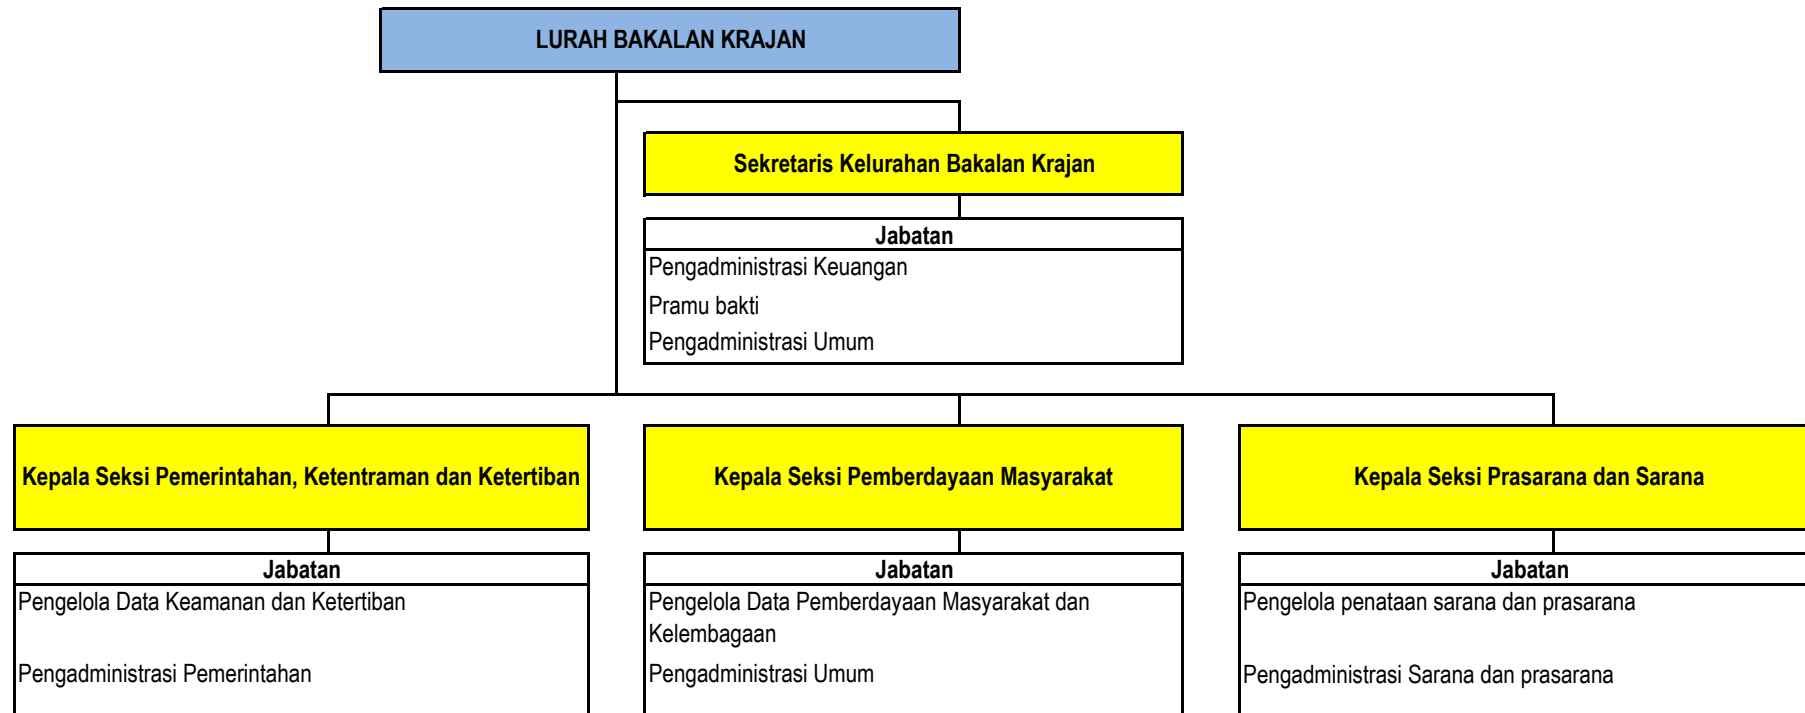 LURAH BAKALAN KRAJAN
Sekretaris Kelurahan Bakalan Krajan
Jabatan
Pengadministrasi Keuangan
Pramu bakti
Pengadministrasi Umum
Kepala Seksi Pemerintahan, Ketentraman dan Ketertiban
Jabatan
Pengelola Data Keamanan dan Ketertiban
Pengadministrasi Pemerintahan
Kepala Seksi Pemberdayaan Masyarakat
Jabatan
Pengelola Data Pemberdayaan Masyarakat dan
Kelembagaan
Pengadministrasi Umum
Kepala Seksi Prasarana dan Sarana
Jabatan
Pengelola penataan sarana dan prasarana
Pengadministrasi Sarana dan prasarana